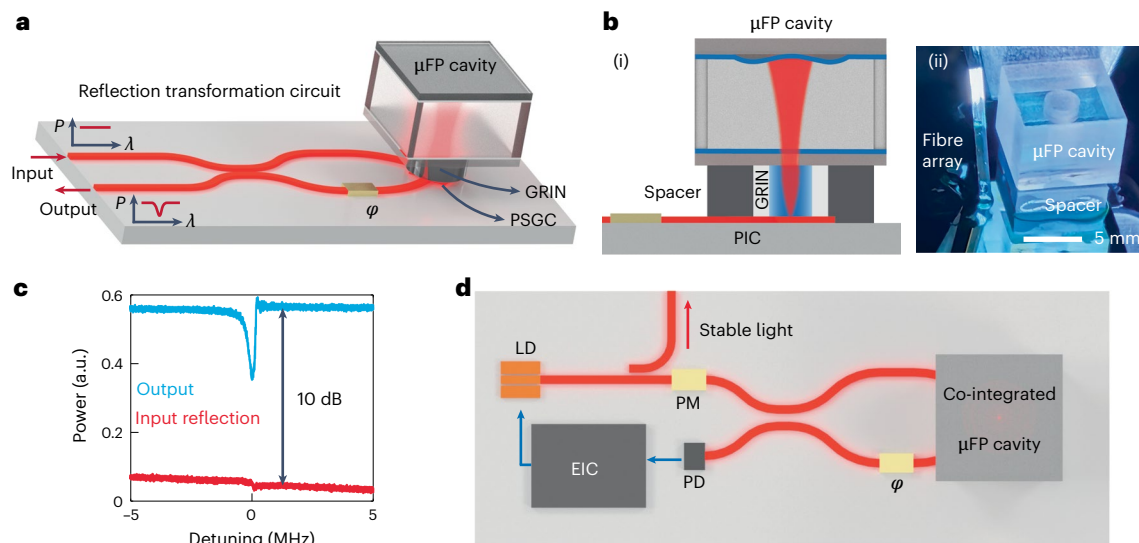 a
Reflection transformation circuit
P
λ
Input
Output
P
λ
φ
µFP cavity
GRIN
PSGC
b
µFP cavity
(i)
Spacer
GRIN
PIC
(ii)
Fibre
array
µFP cavity
Spacer
5 mm
c
0.6
0.4
0.2
0
Power (a.u.)
Output
Input reflection
10 dB
−5
0
5
Detuning (MHz)
d
Stable light
LD
PM
Co-integrated
µFP cavity
EIC
PD
φ